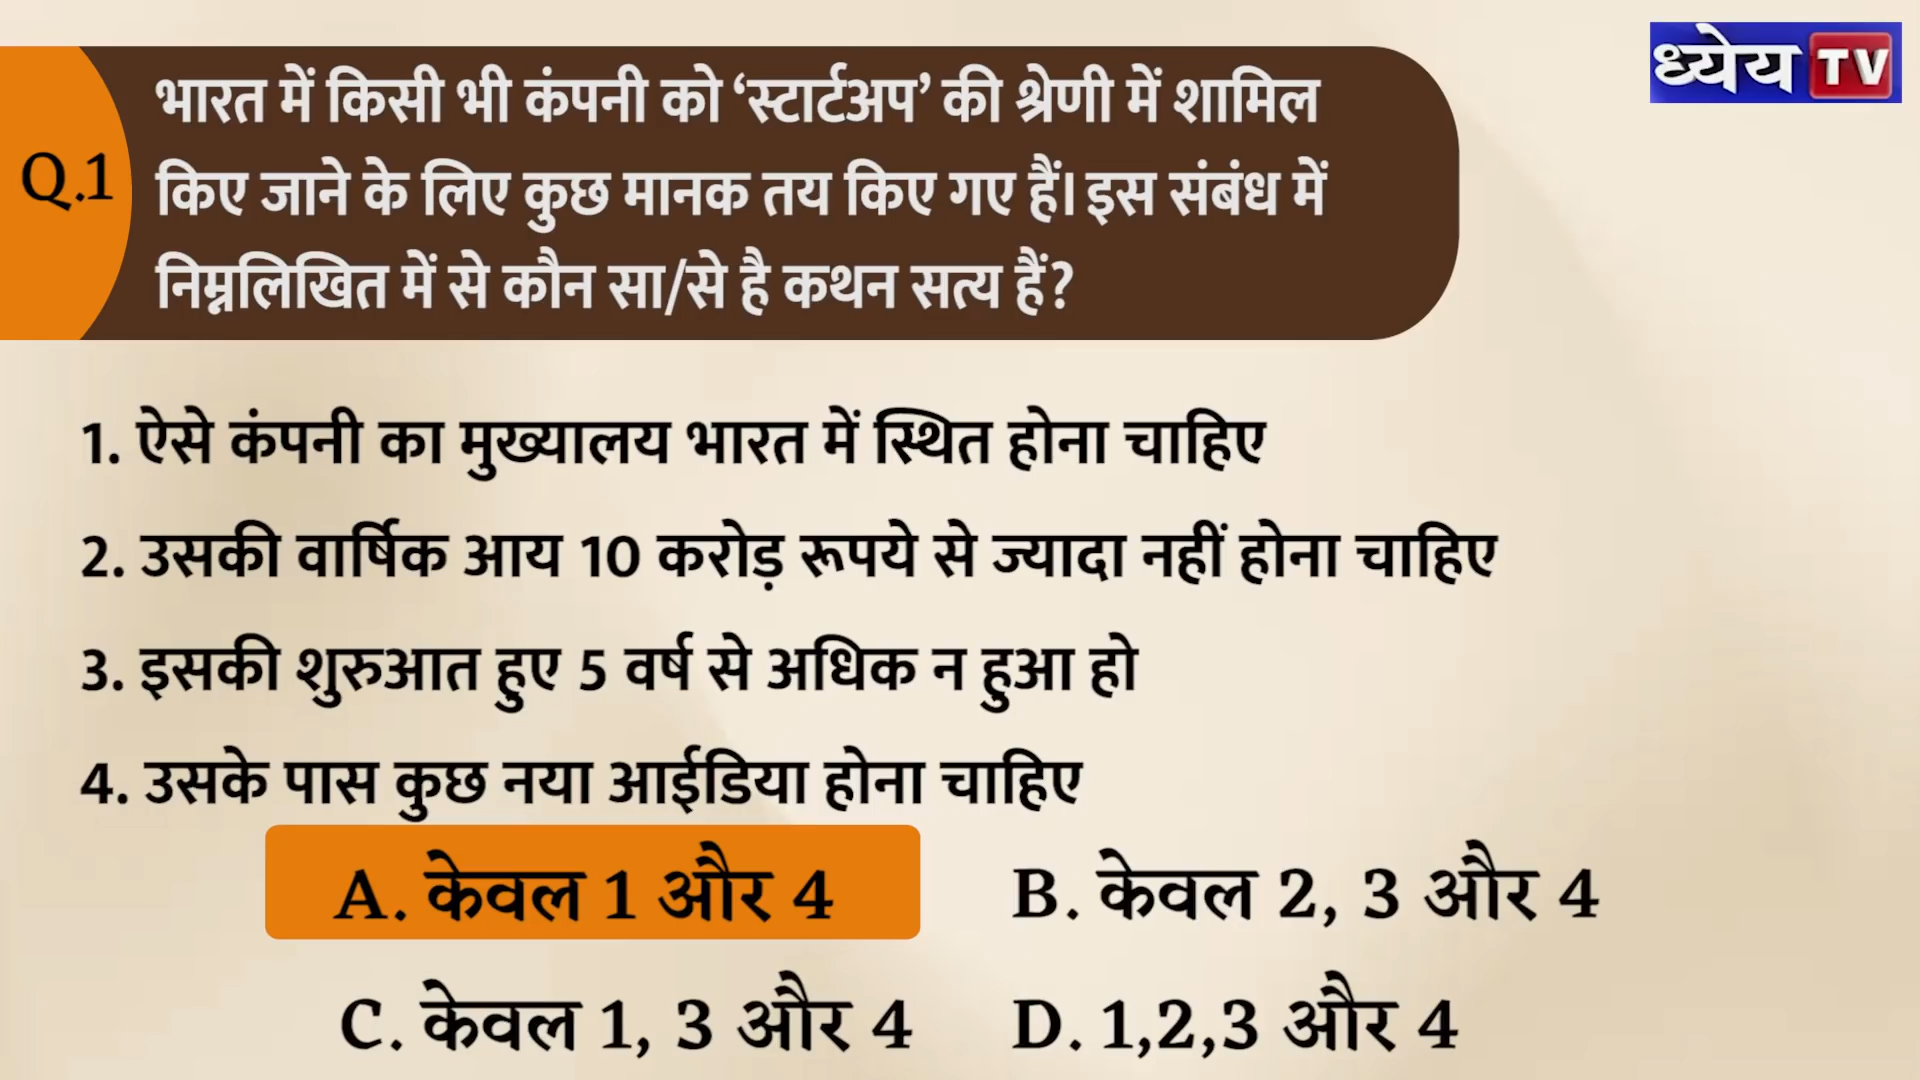 ध्येय TV
Q.1
भारत में किसी भी कंपनी को ‘स्टार्टअप’ की श्रेणी में शामिल
किए जाने के लिए कुछ मानक तय किए गए हैं। इस संबंध में
निम्नलिखित में से कौन सा/से है कथन सत्य हैं?
1. ऐसे कंपनी का मुख्यालय भारत में स्थित होना चाहिए
2. उसकी वार्षिक आय 10 करोड़ रूपये से ज्यादा नहीं होना चाहिए
3. इसकी शुरुआत हुए 5 वर्ष से अधिक न हुआ हो
4. उसके पास कुछ नया आईडिया होना चाहिए
A. केवल 1 और 4
B. केवल 2, 3 और 4
C. केवल 1, 3 और 4
D. 1,2,3 और 4